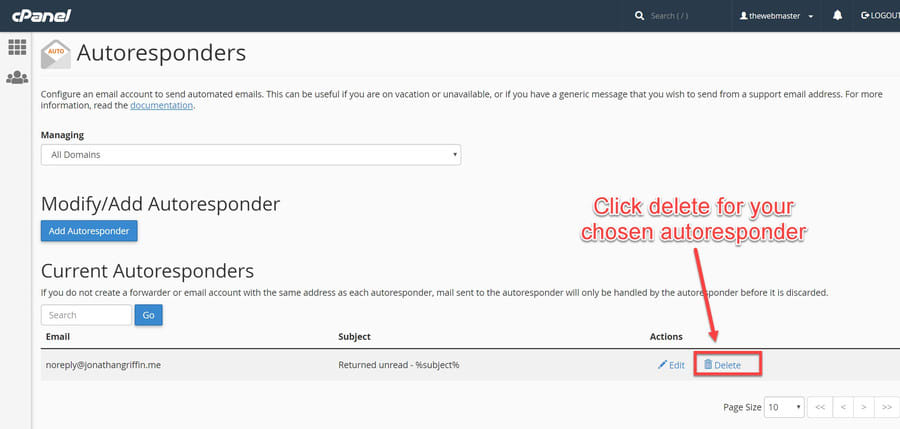 cPanel
Search ( / )
thewebmaster
LOGOUT
AUTO
Autoresponders
Configure an email account to send automated emails. This can be useful if you are on vacation or unavailable, or if you have a generic message that you wish to send from a support email address. For more
information, read the documentation.
Managing
All Domains
Modify/Add Autoresponder
Add Autoresponder
Click delete for your
chosen autoresponder
Current Autoresponders
If you do not create a forwarder or email account with the same address as each autoresponder, mail sent to the autoresponder will only be handled by the autoresponder before it is discarded.
Search
Go
Email Subject Actions
noreply@jonathangriffin.me Returned unread - %subject% Edit Delete
Page Size 10 << < > >>